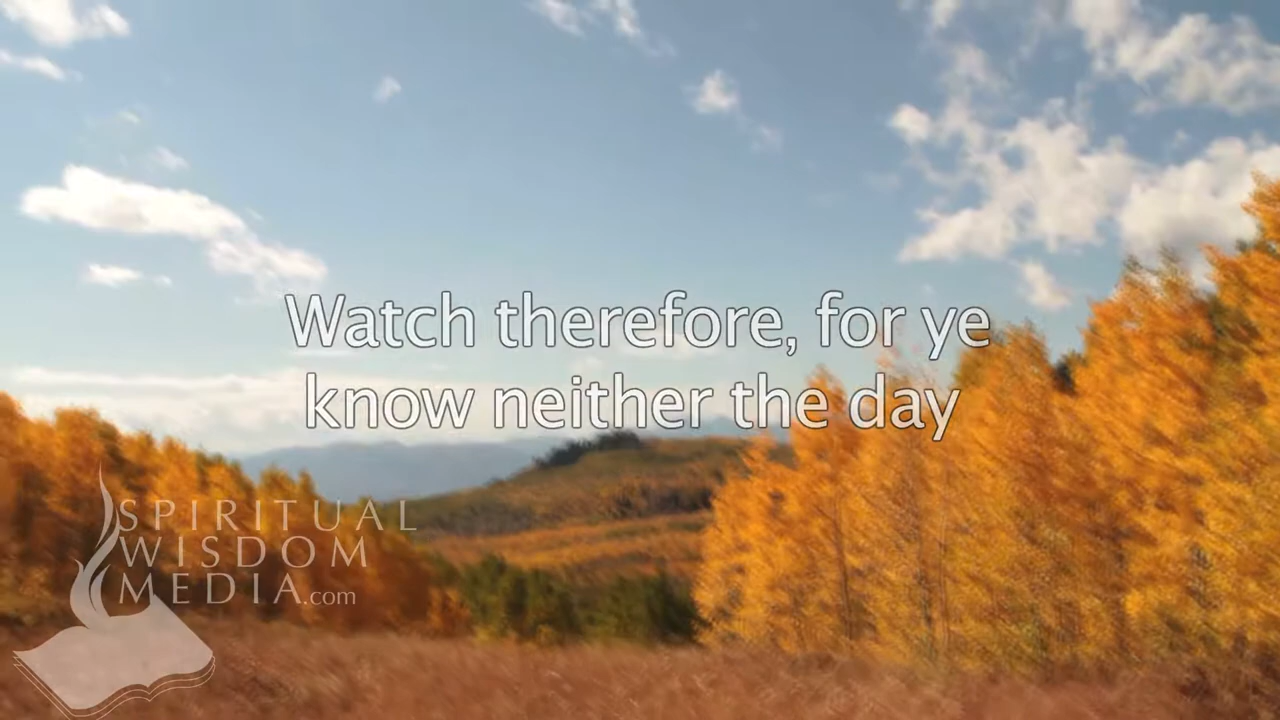 Watch therefore, for ye
know neither the day
SPIRITUAL
WISDOM
MEDIA.com